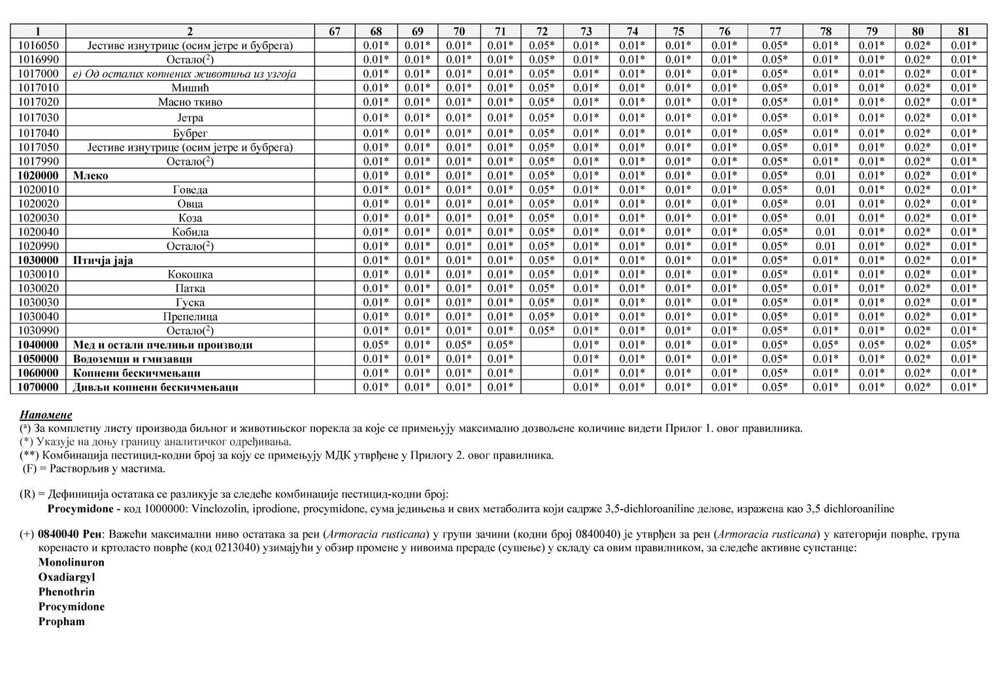 1 2 67 68 69 70 71 72 73 74 75 76 77 78 79 80 81
1016050 Јестиве изнутрице (осим јетре и бубрега) 0.01* 0.01* 0.01* 0.01* 0.05* 0.01* 0.01* 0.01* 0.01* 0.05* 0.01* 0.01* 0.02* 0.01*
1016990 Остало(²) 0.01* 0.01* 0.01* 0.01* 0.05* 0.01* 0.01* 0.01* 0.01* 0.05* 0.01* 0.01* 0.02* 0.01*
1017000 е) Од осталих копнених животиња из узгоја 0.01* 0.01* 0.01* 0.01* 0.05* 0.01* 0.01* 0.01* 0.01* 0.05* 0.01* 0.01* 0.02* 0.01*
1017010 Мишић 0.01* 0.01* 0.01* 0.01* 0.05* 0.01* 0.01* 0.01* 0.01* 0.05* 0.01* 0.01* 0.02* 0.01*
1017020 Масно ткиво 0.01* 0.01* 0.01* 0.01* 0.05* 0.01* 0.01* 0.01* 0.01* 0.05* 0.01* 0.01* 0.02* 0.01*
1017030 Јетра 0.01* 0.01* 0.01* 0.01* 0.05* 0.01* 0.01* 0.01* 0.01* 0.05* 0.01* 0.01* 0.02* 0.01*
1017040 Бубрег 0.01* 0.01* 0.01* 0.01* 0.05* 0.01* 0.01* 0.01* 0.01* 0.05* 0.01* 0.01* 0.02* 0.01*
1017050 Јестиве изнутрице (осим јетре и бубрега) 0.01* 0.01* 0.01* 0.01* 0.05* 0.01* 0.01* 0.01* 0.01* 0.05* 0.01* 0.01* 0.02* 0.01*
1017990 Остало(²) 0.01* 0.01* 0.01* 0.01* 0.05* 0.01* 0.01* 0.01* 0.01* 0.05* 0.01* 0.01* 0.02* 0.01*
1020000 Млеко 0.01* 0.01* 0.01* 0.01* 0.05* 0.01* 0.01* 0.01* 0.01* 0.05* 0.01 0.01* 0.02* 0.01*
1020010 Говеда 0.01* 0.01* 0.01* 0.01* 0.05* 0.01* 0.01* 0.01* 0.01* 0.05* 0.01 0.01* 0.02* 0.01*
1020020 Овца 0.01* 0.01* 0.01* 0.01* 0.05* 0.01* 0.01* 0.01* 0.01* 0.05* 0.01 0.01* 0.02* 0.01*
1020030 Коза 0.01* 0.01* 0.01* 0.01* 0.05* 0.01* 0.01* 0.01* 0.01* 0.05* 0.01 0.01* 0.02* 0.01*
1020040 Кобила 0.01* 0.01* 0.01* 0.01* 0.05* 0.01* 0.01* 0.01* 0.01* 0.05* 0.01 0.01* 0.02* 0.01*
1020990 Остало(²) 0.01* 0.01* 0.01* 0.01* 0.05* 0.01* 0.01* 0.01* 0.01* 0.05* 0.01 0.01* 0.02* 0.01*
1030000 Птичја јаја 0.01* 0.01* 0.01* 0.01* 0.05* 0.01* 0.01* 0.01* 0.01* 0.05* 0.01* 0.01* 0.02* 0.01*
1030010 Кокошка 0.01* 0.01* 0.01* 0.01* 0.05* 0.01* 0.01* 0.01* 0.01* 0.05* 0.01* 0.01* 0.02* 0.01*
1030020 Патка 0.01* 0.01* 0.01* 0.01* 0.05* 0.01* 0.01* 0.01* 0.01* 0.05* 0.01* 0.01* 0.02* 0.01*
1030030 Гуска 0.01* 0.01* 0.01* 0.01* 0.05* 0.01* 0.01* 0.01* 0.01* 0.05* 0.01* 0.01* 0.02* 0.01*
1030040 Препелица 0.01* 0.01* 0.01* 0.01* 0.05* 0.01* 0.01* 0.01* 0.01* 0.05* 0.01* 0.01* 0.02* 0.01*
1030990 Остало(²) 0.01* 0.01* 0.01* 0.01* 0.05* 0.01* 0.01* 0.01* 0.01* 0.05* 0.01* 0.01* 0.02* 0.01*
1040000 Мед и остали пчелињи производи 0.05* 0.01* 0.05* 0.05* 0.01* 0.01* 0.01* 0.01* 0.05* 0.05* 0.05* 0.02* 0.05*
1050000 Водоземци и гмизавци 0.01* 0.01* 0.01* 0.01* 0.01* 0.01* 0.01* 0.01* 0.05* 0.01* 0.01* 0.02* 0.01*
1060000 Копнени бескичмењаци 0.01* 0.01* 0.01* 0.01* 0.01* 0.01* 0.01* 0.01* 0.05* 0.01* 0.01* 0.02* 0.01*
1070000 Дивљи копнени бескичмењаци 0.01* 0.01* 0.01* 0.01* 0.01* 0.01* 0.01* 0.01* 0.05* 0.01* 0.01* 0.02* 0.01*
Напомене
(ª) За комплетну листу производа биљног и животињског порекла за које се примењују максимално дозвољене количине видети Прилог 1. овог правилника.
(*) Указује на доњу границу аналитичког одређивања.
(**) Комбинација пестицид-кодни број за коју се примењују МДК утврђене у Прилогу 2. овог правилника.
(F) = Растворљив у мастима.
(R) = Дефиниција остатака се разликује за следеће комбинације пестицид-кодни број:
Procymidone - код 1000000: Vinclozolin, iprodione, procymidone, сума једињења и свих метаболита који садрже 3,5-dichloroaniline делове, изражена као 3,5 dichloroaniline
(+) 0840040 Рен: Важећи максимални ниво остатака за рен (Armoracia rusticana) у групи зачини (кодни број 0840040) је утврђен за рен (Armoracia rusticana) у категорији поврће, група
коренасто и кртоласто поврће (код 0213040) узимајући у обзир промене у нивоима прераде (сушење) у складу са овим правилником, за следеће активне супстанце:
Monolinuron
Oxadiargyl
Phenothrin
Procymidone
Propham